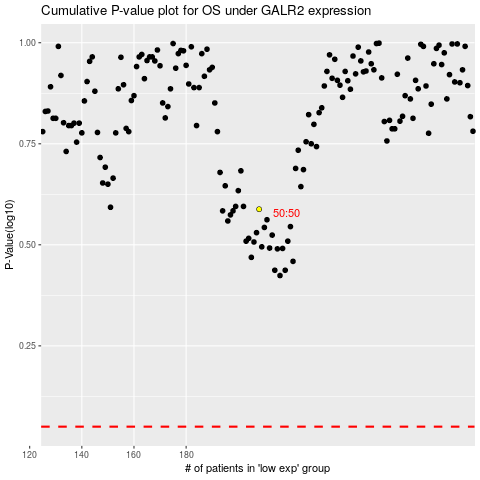 Cumulative P-value plot for OS under GALR2 expression
P-Value(log10)
1.00
0.75
0.50
0.25
50:50
120 140 160 180
# of patients in 'low exp' group